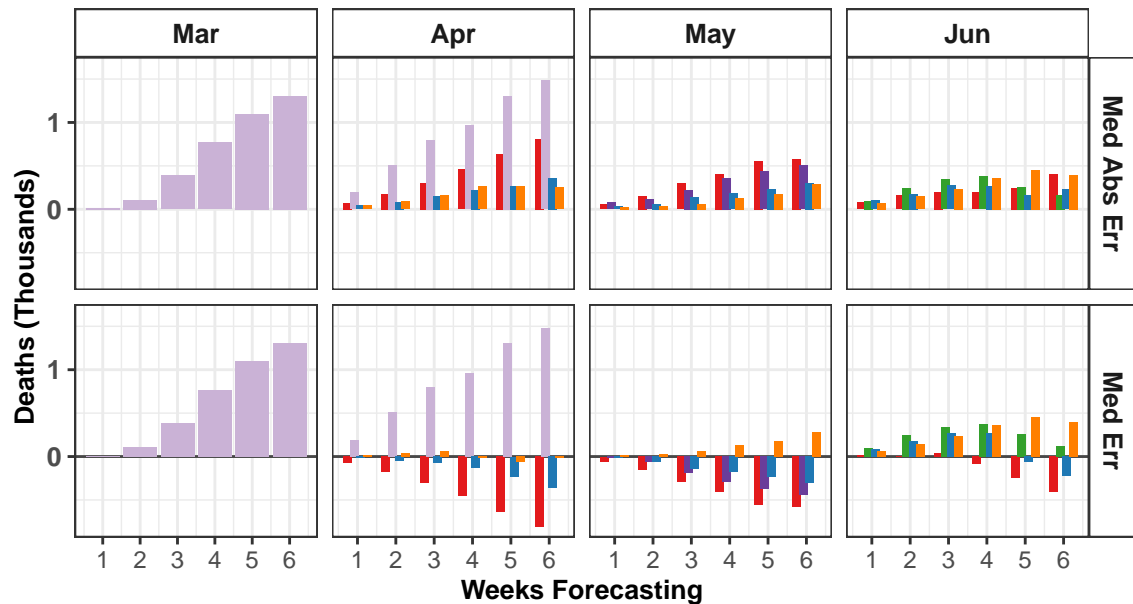 Mar Apr May Jun
Deaths (Thousands)
1
0
Med Abs Err
1
0
Med Err
1 2 3 4 5 6 1 2 3 4 5 6 1 2 3 4 5 6 1 2 3 4 5 6
Weeks Forecasting